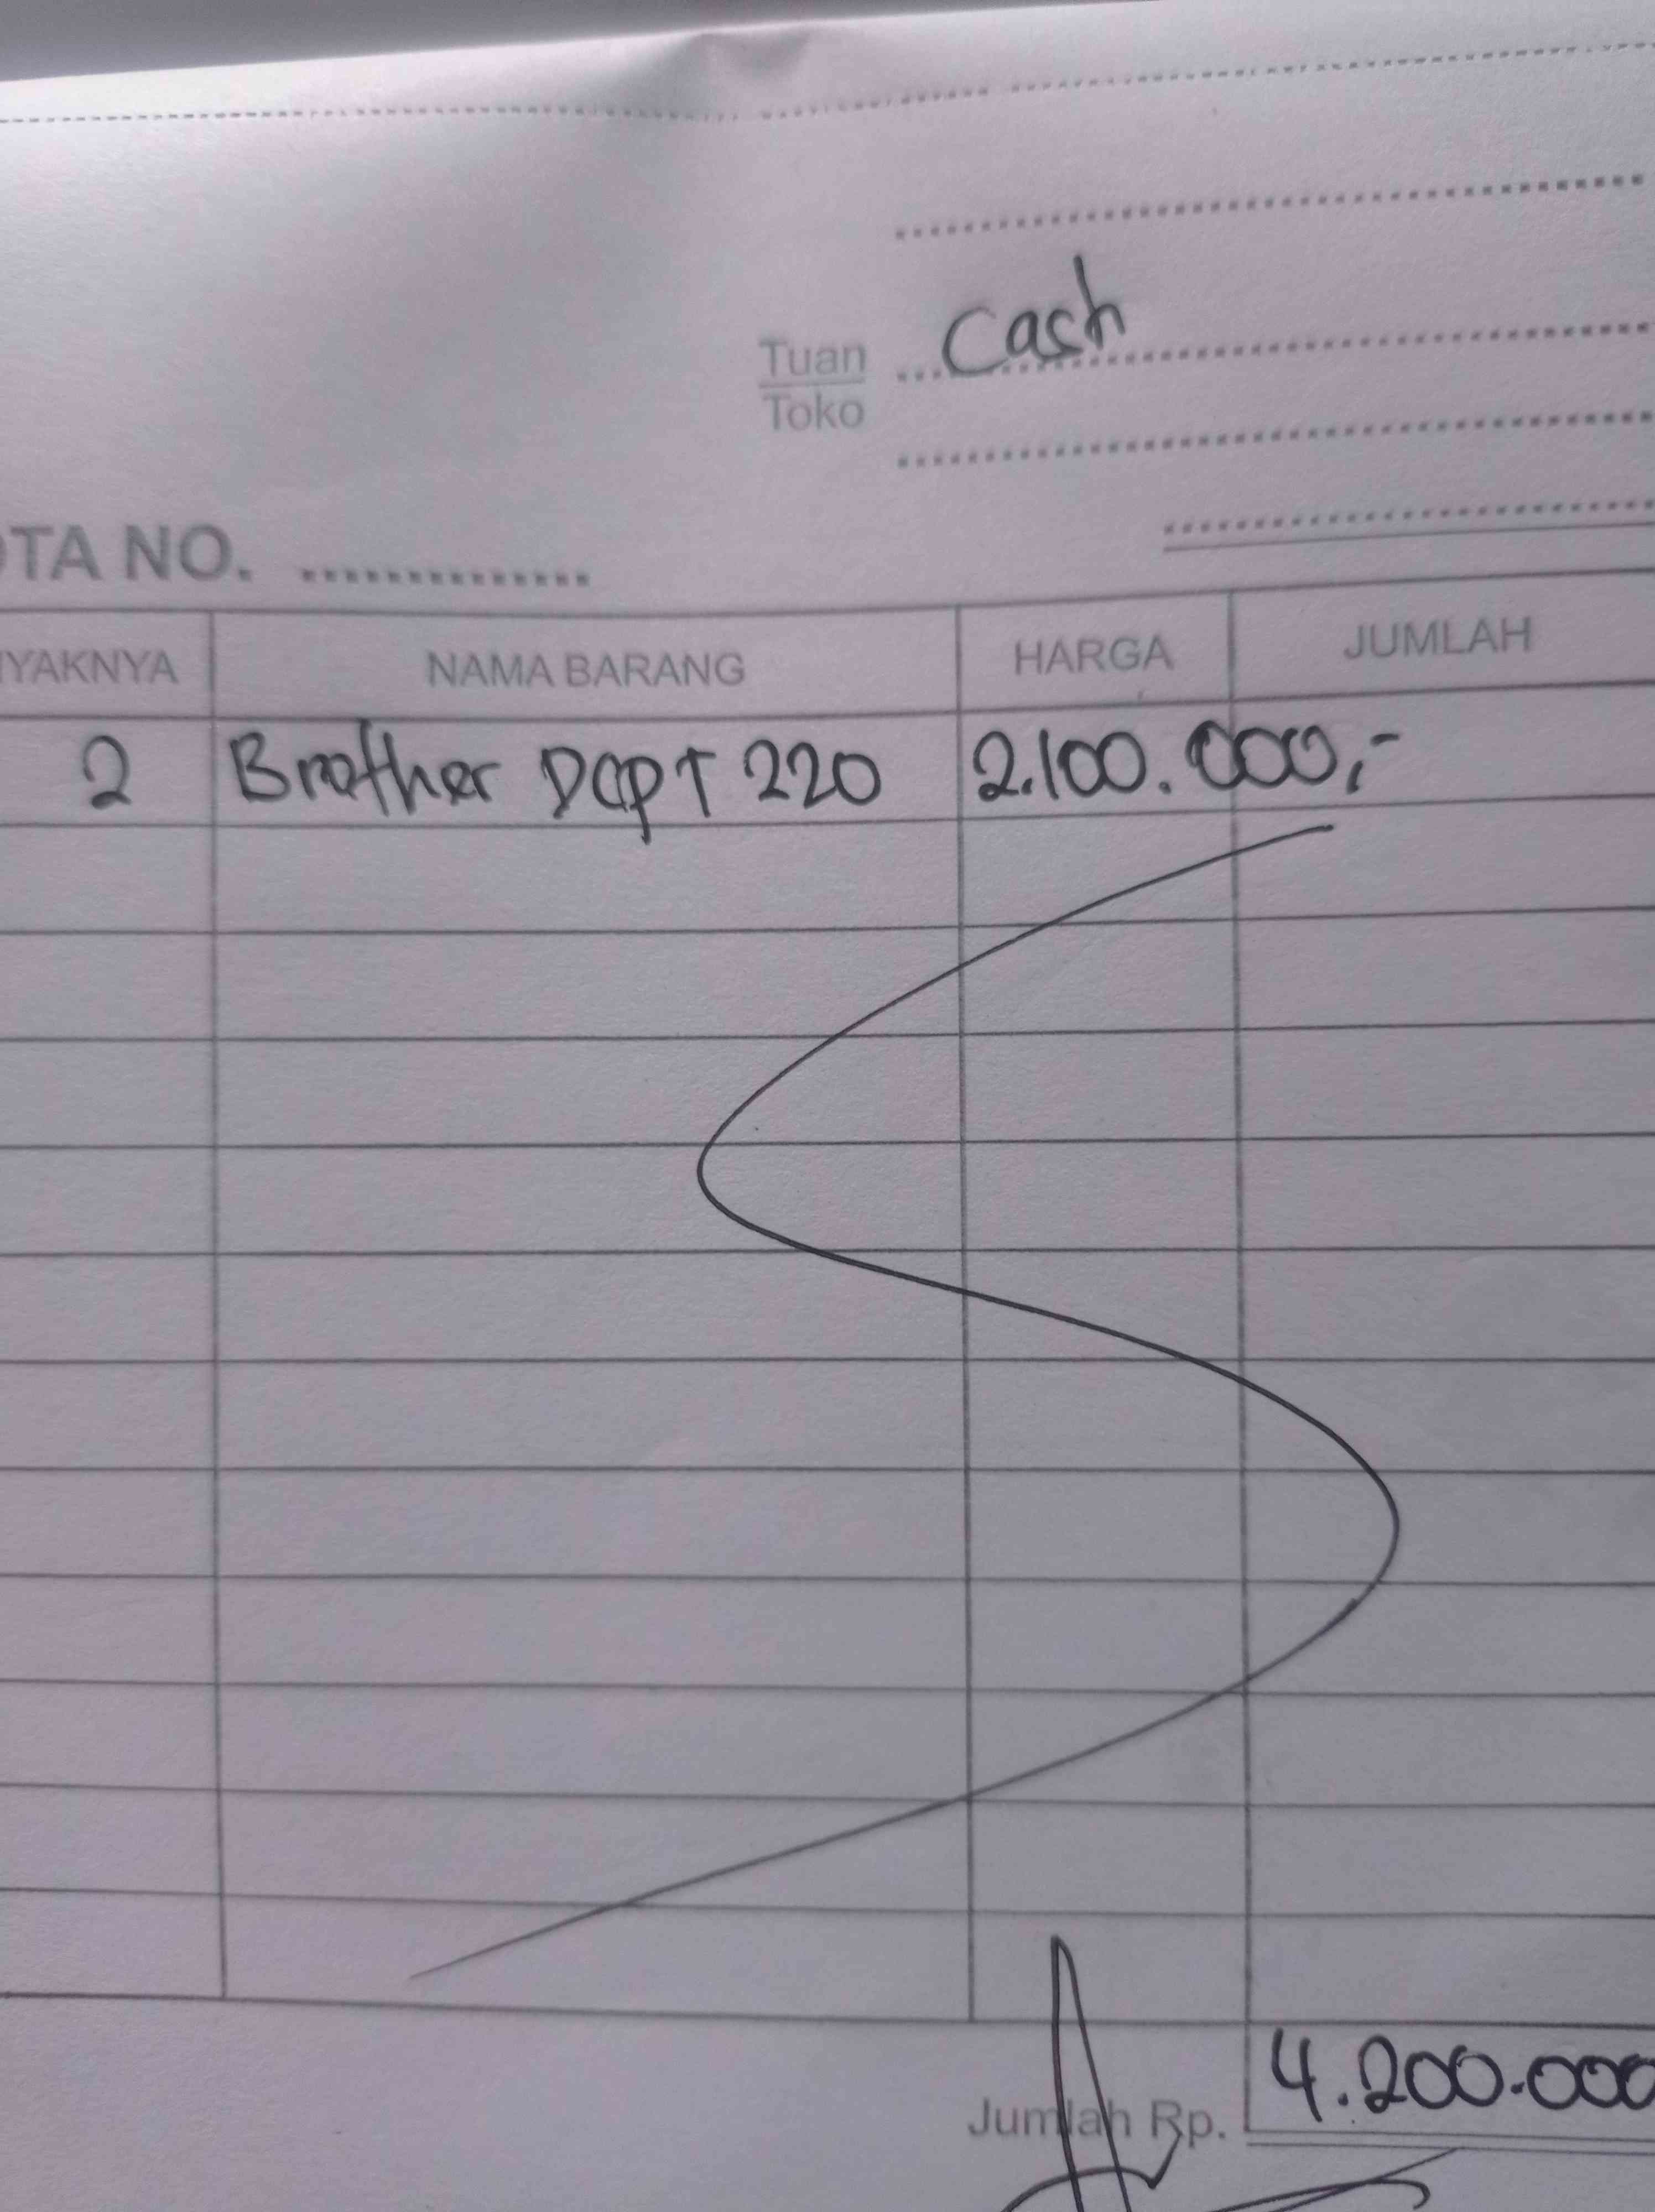 Tuan Cash
Toko
OTA NO. ..............
YAKNYA NAMA BARANG HARGA JUMLAH
2 Brother DCP T 220 2.100.000,-
Jumlah Rp. 4.200.000